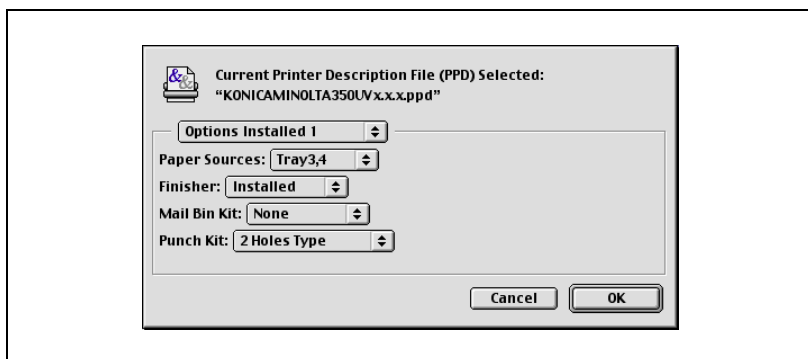 Current Printer Description File (PPD) Selected:
“KONICAMINOLTA350UVx.x.x.ppd”
Options Installed 1
Paper Sources: Tray3,4
Finisher: Installed
Mail Bin Kit: None
Punch Kit: 2 Holes Type
Cancel OK